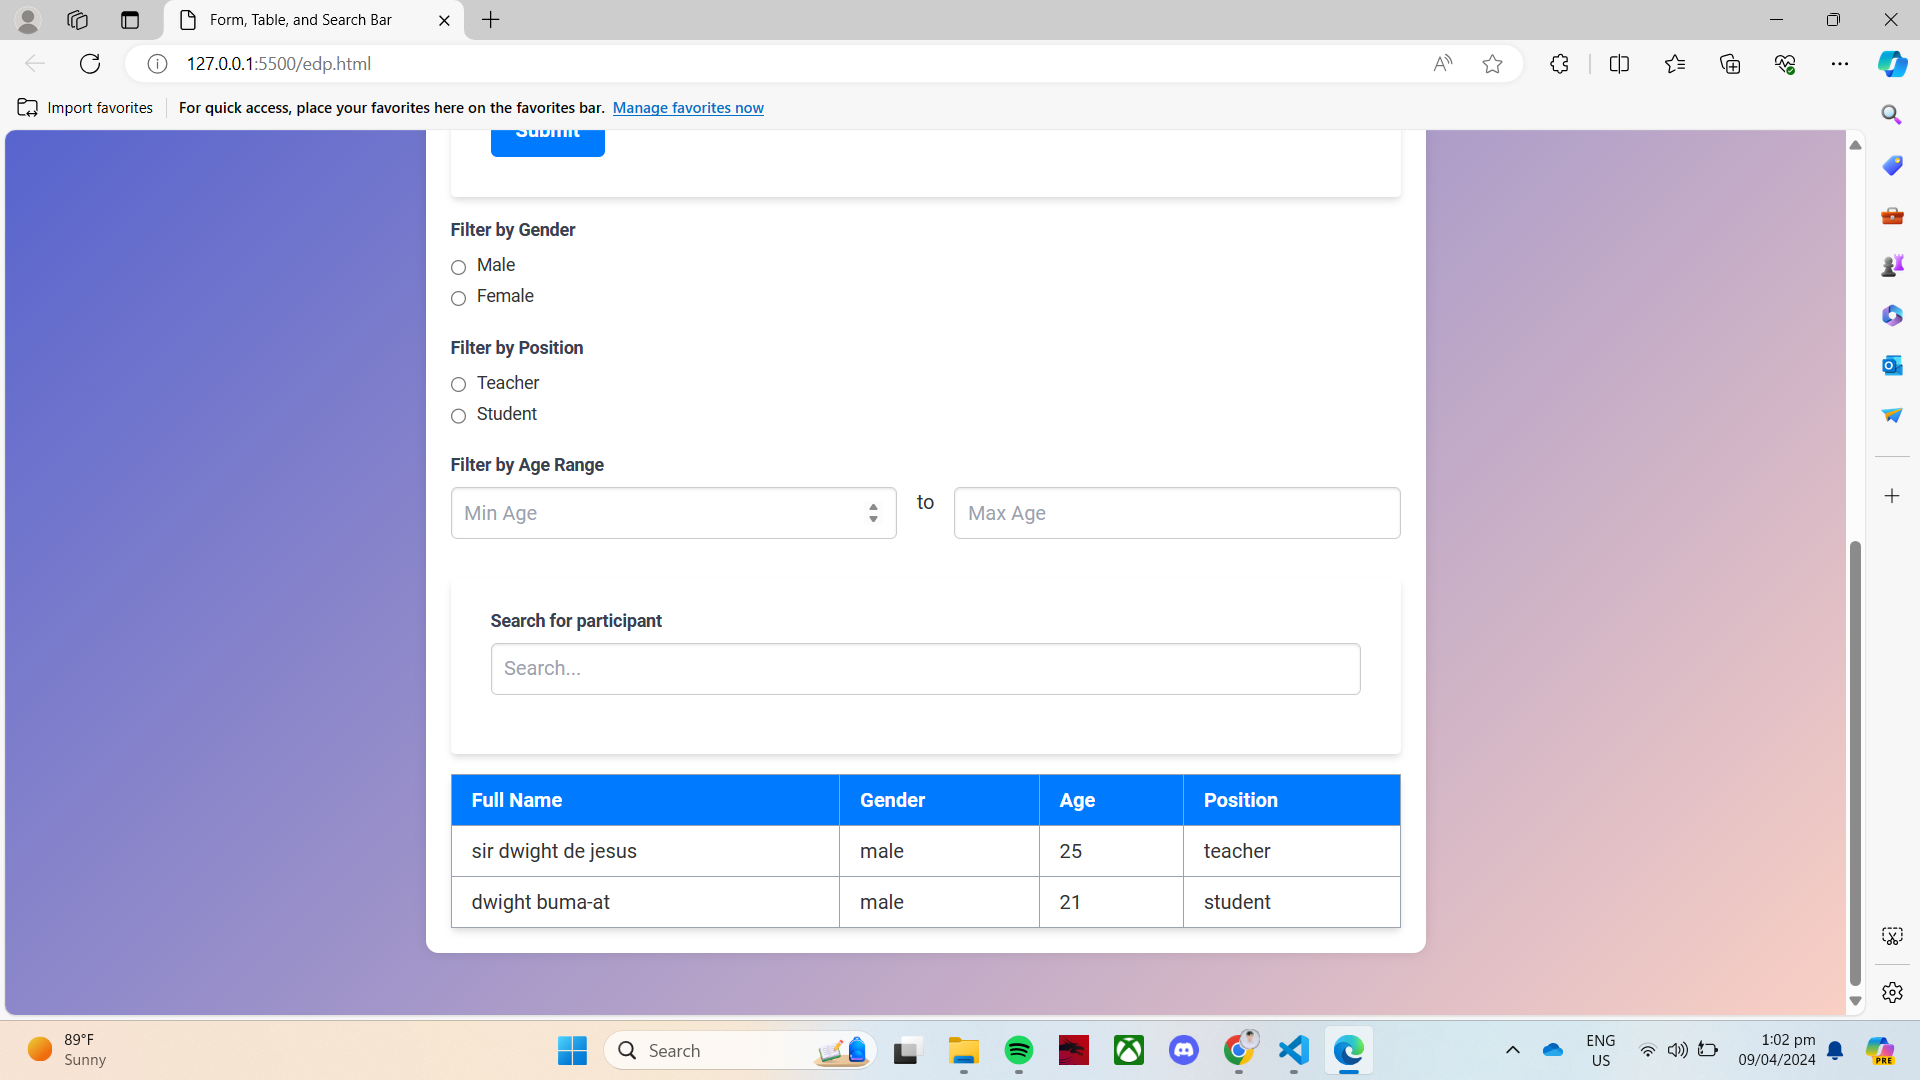 Form, Table, and Search Bar
127.0.0.1:5500/edp.html
Import favorites
For quick access, place your favorites here on the favorites bar. Manage favorites now
Submit
Filter by Gender
Male
Female
Filter by Position
Teacher
Student
Filter by Age Range
Min Age to Max Age
Search for participant
Search...
Full Name Gender Age Position
sir dwight de jesus male 25 teacher
dwight buma-at male 21 student
89°F
Sunny
Search
ENG
US
1:02 pm
09/04/2024
PRE